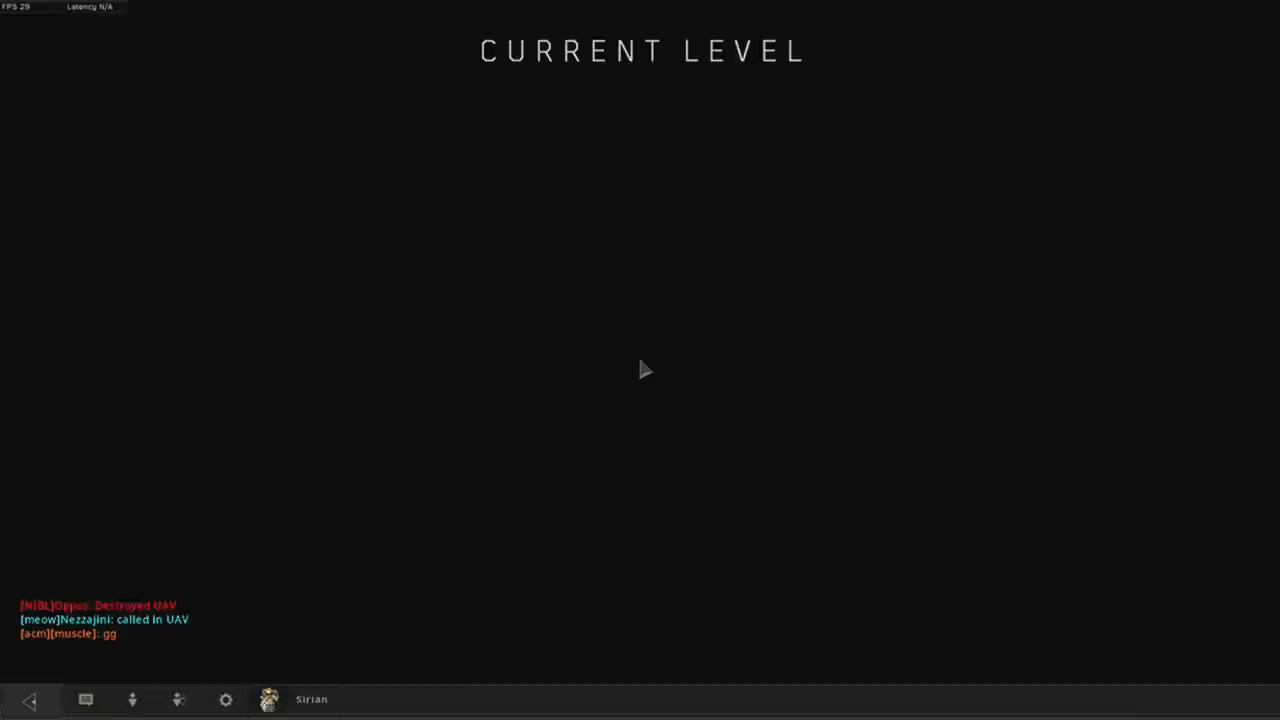 FPS 29 Latency N/A
CURRENT LEVEL
[NIBL]Oppus: Destroyed UAV
[meow]Nezzajini: called in UAV
[acm][muscle]: gg
Sirian